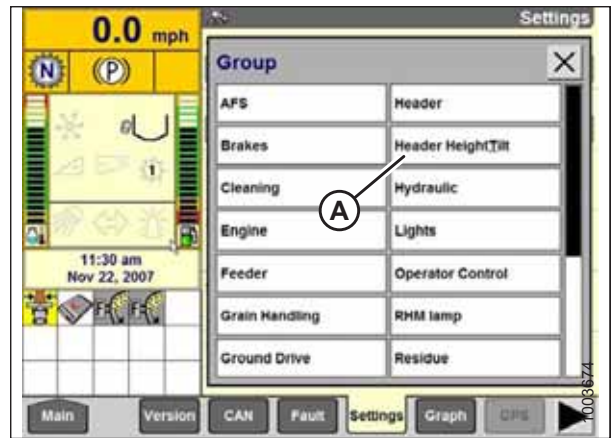 0.0 mph
Settings
N
(P)
Group
X
AFS
Header
Brakes
Header Height/Tilt
Cleaning
Hydraulic
A
Engine
Lights
Feeder
Operator Control
Grain Handling
RHM lamp
Ground Drive
Residue
1
11:30 am
Nov 22, 2007
Main
Version
CAN
Fault
Settings
Graph
GPS
1003674